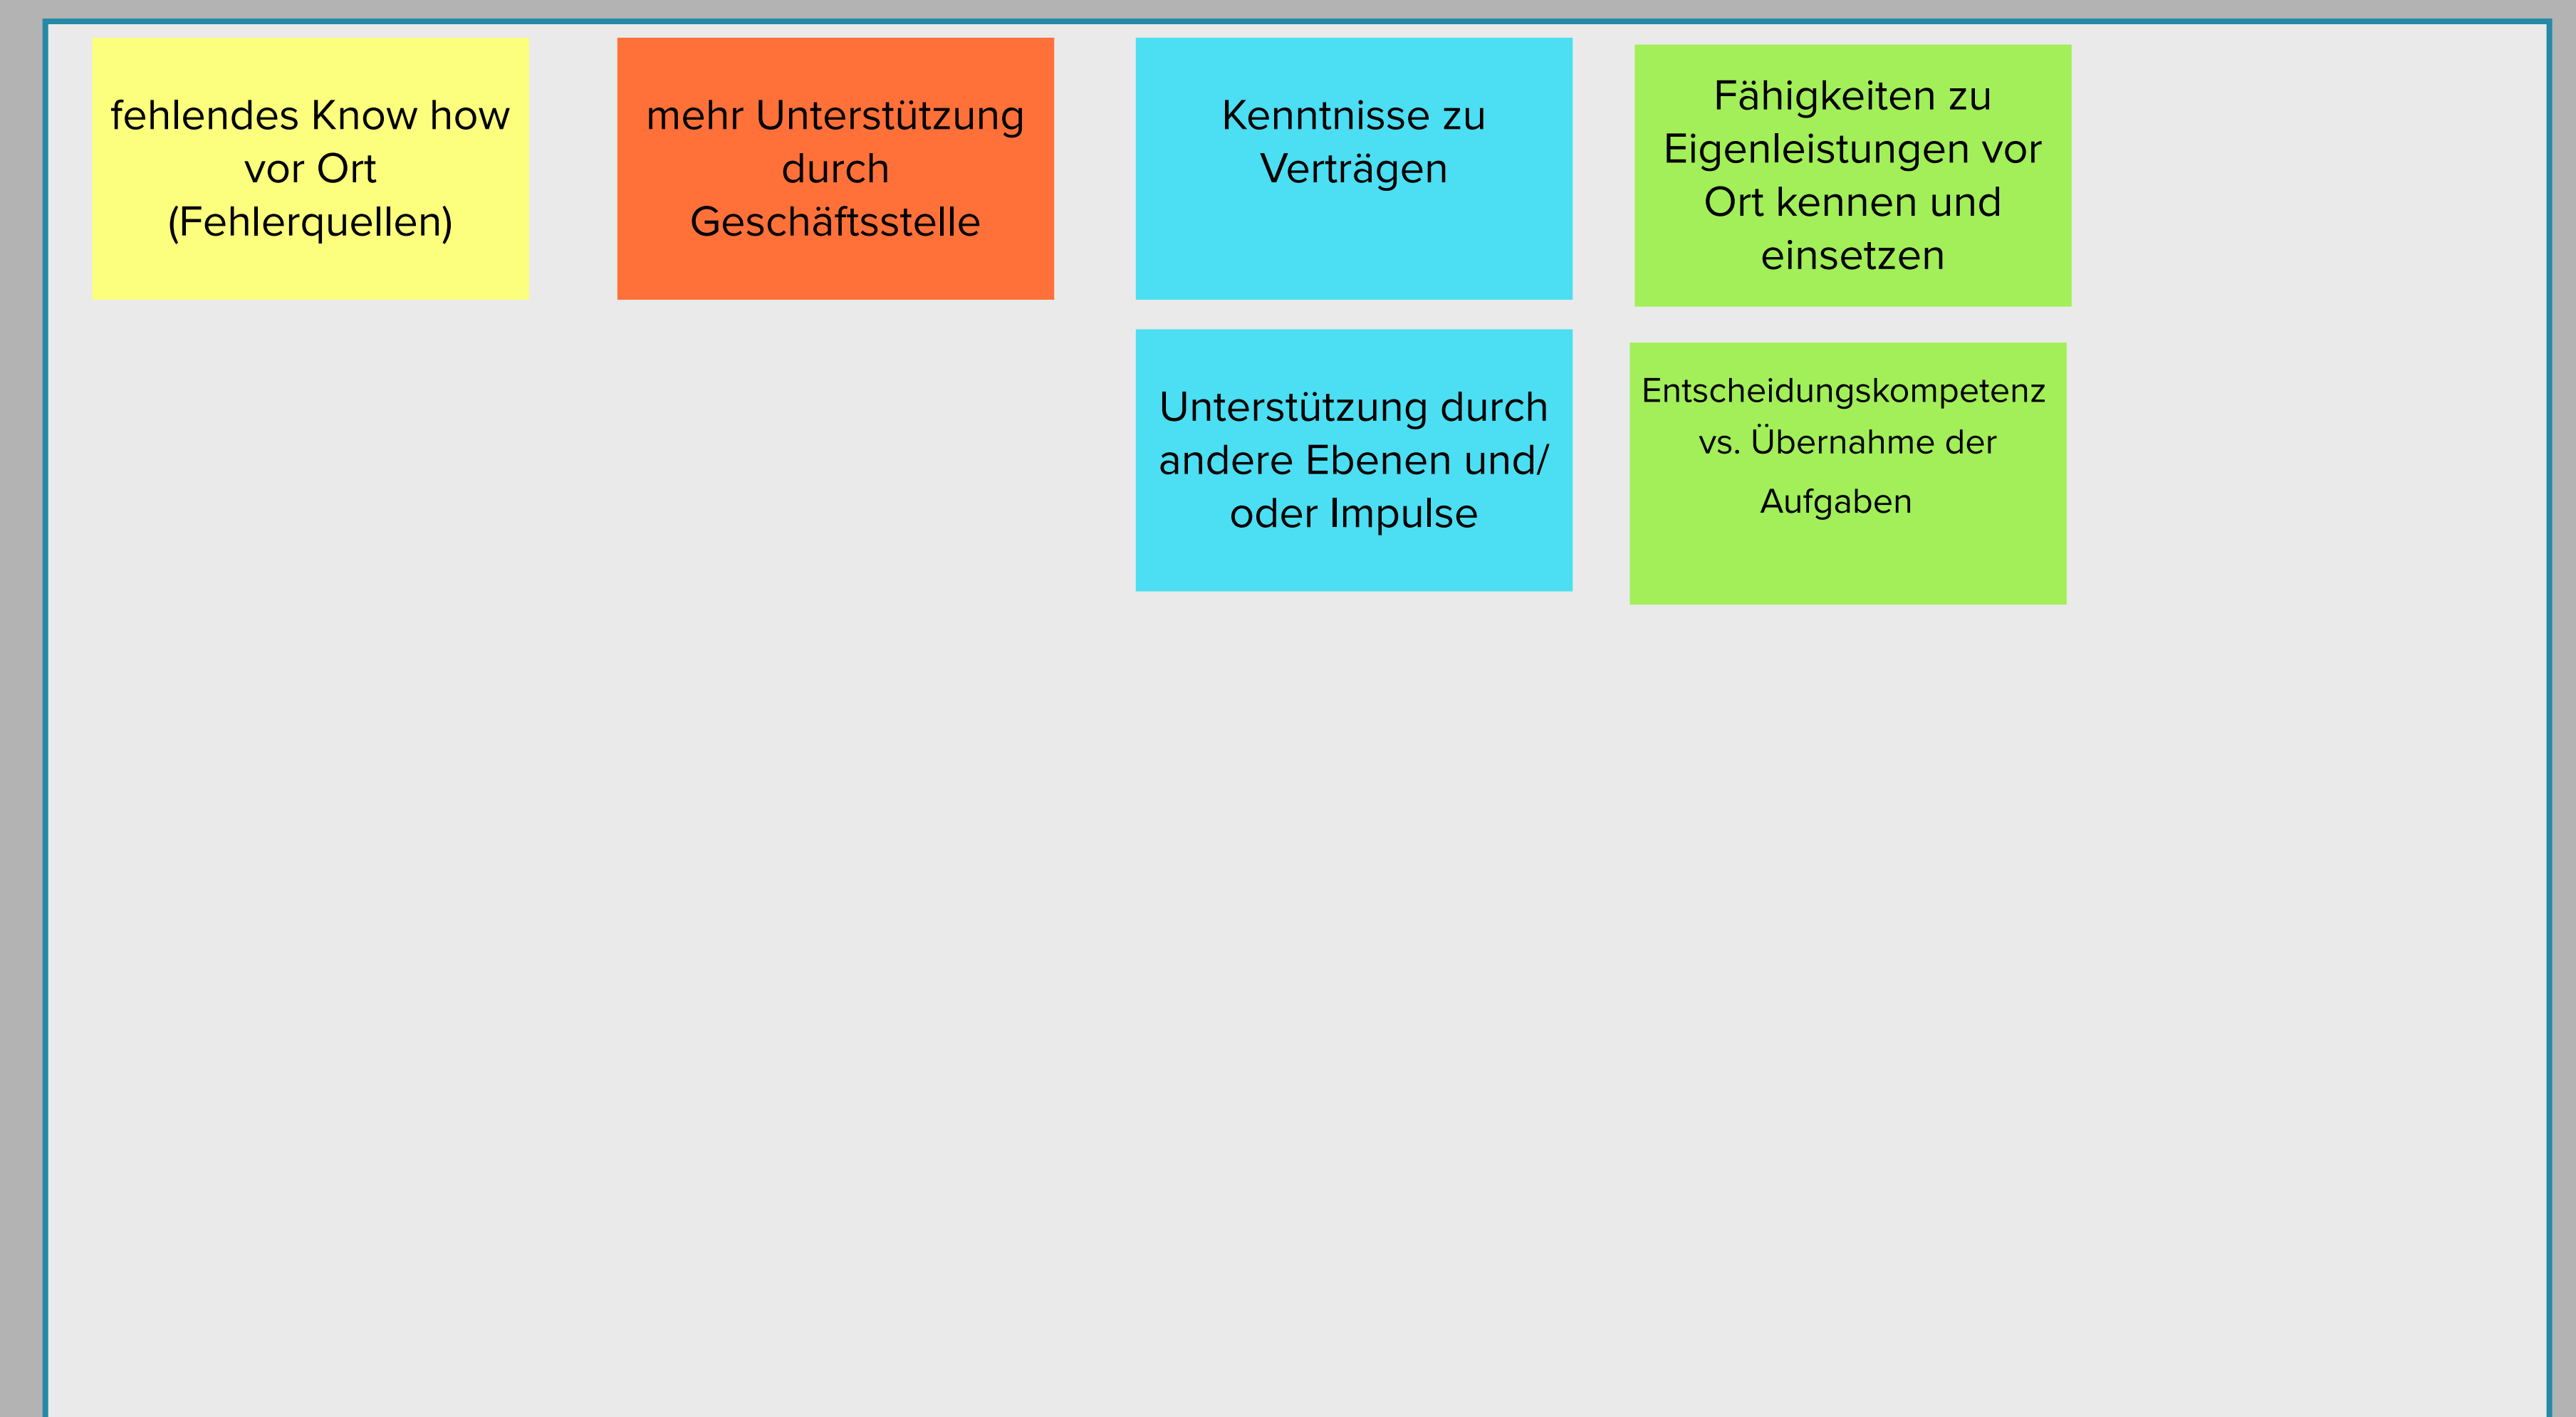 fehlendes Know how
vor Ort
(Fehlerquellen)
mehr Unterstützung
durch
Geschäftsstelle
Kenntnisse zu
Verträgen
Fähigkeiten zu
Eigenleistungen vor
Ort kennen und
einsetzen
Unterstützung durch
andere Ebenen und/
oder Impulse
Entscheidungskompetenz
vs. Übernahme der
Aufgaben